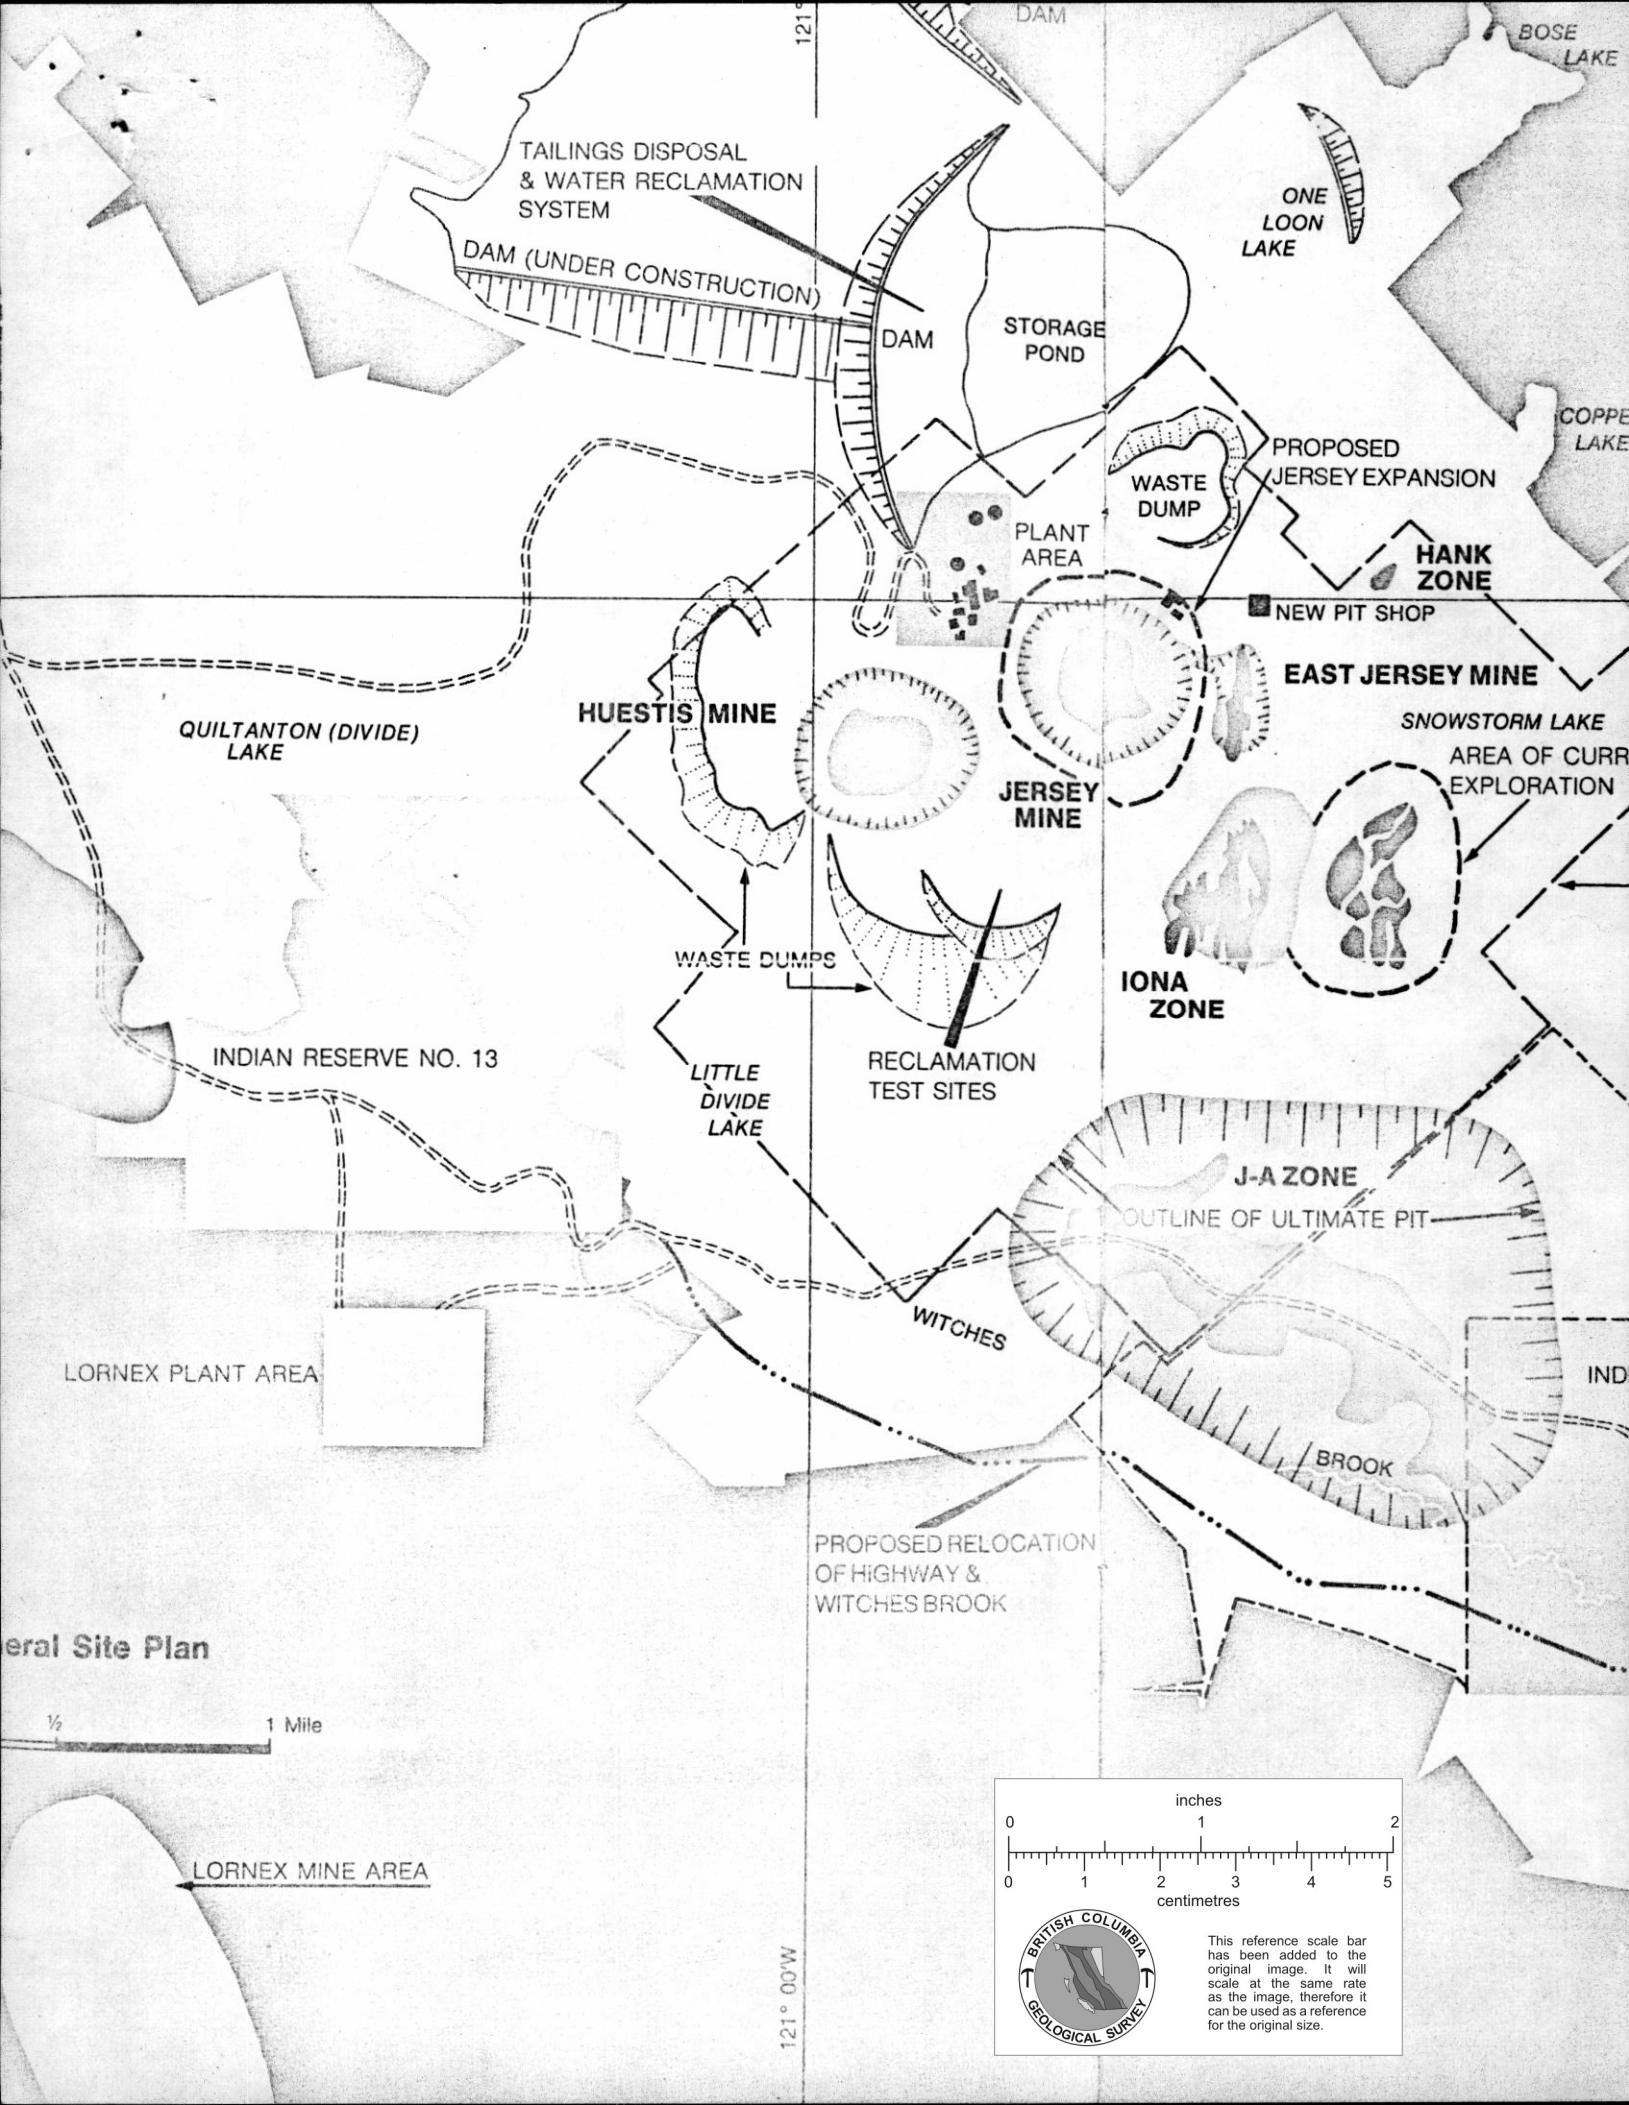 DAM
BOSE
LAKE
121°
TAILINGS DISPOSAL
& WATER RECLAMATION
SYSTEM
ONE
LOON
LAKE
DAM (UNDER CONSTRUCTION)
DAM
STORAGE
POND
COPPE
LAKE
PROPOSED
JERSEY EXPANSION
WASTE
DUMP
PLANT
AREA
HANK
ZONE
NEW PIT SHOP
EAST JERSEY MINE
HUESTIS MINE
SNOWSTORM LAKE
QUILTANTON (DIVIDE)
LAKE
AREA OF CURR
EXPLORATION
JERSEY
MINE
WASTE DUMPS
IONA
ZONE
INDIAN RESERVE NO. 13
RECLAMATION
TEST SITES
LITTLE
DIVIDE
LAKE
J-A ZONE
OUTLINE OF ULTIMATE PIT
WITCHES
LORNEX PLANT AREA
IND
BROOK
PROPOSED RELOCATION
OF HIGHWAY &
WITCHES BROOK
eral Site Plan
½ 1 Mile
LORNEX MINE AREA
121° 00'W
inches
0 1 2
0 1 2 3 4 5
centimetres
BRITISH COLUMBIA
GEOLOGICAL SURVEY
This reference scale bar
has been added to the
original image. It will
scale at the same rate
as the image, therefore it
can be used as a reference
for the original size.